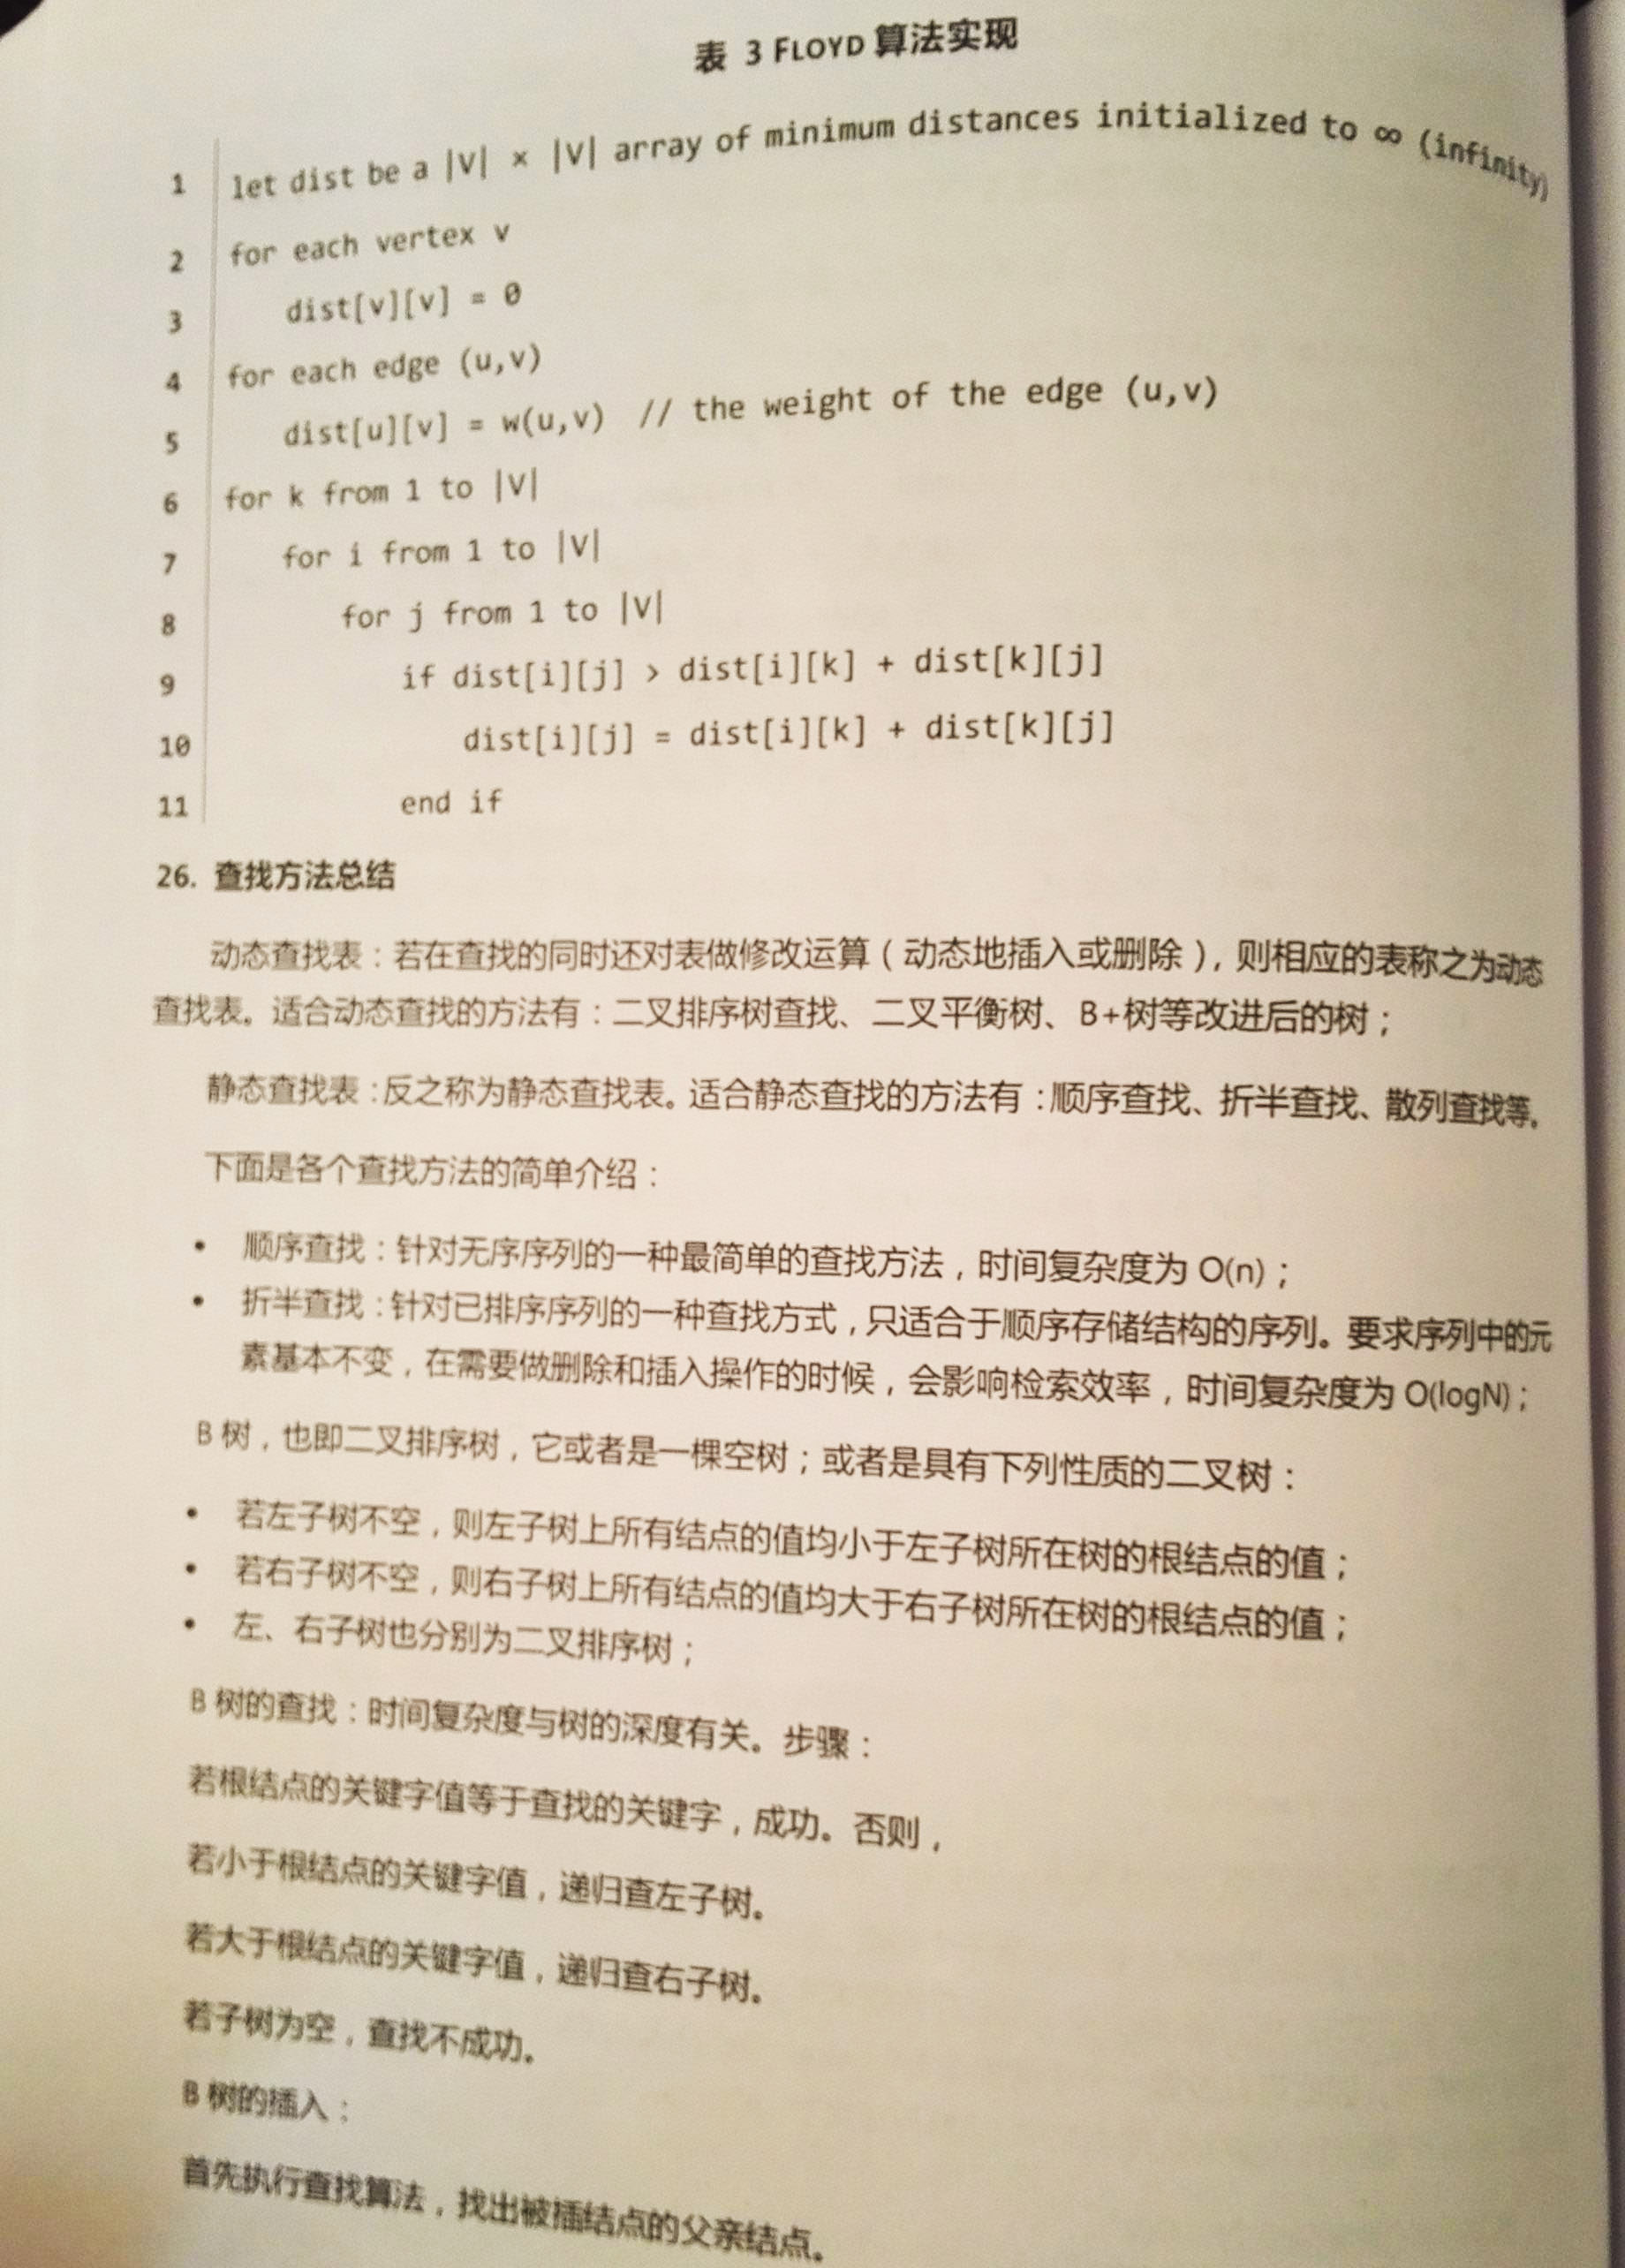 表 3 FLOYD 算法实现
1 let dist be a |V| × |V| array of minimum distances initialized to ∞ (infinity)
2 for each vertex v
3     dist[v][v] = 0
4 for each edge (u,v)
5     dist[u][v] = w(u,v)  // the weight of the edge (u,v)
6 for k from 1 to |V|
7     for i from 1 to |V|
8         for j from 1 to |V|
9             if dist[i][j] > dist[i][k] + dist[k][j]
10                 dist[i][j] = dist[i][k] + dist[k][j]
11             end if
26. 查找方法总结
动态查找表：若在查找的同时还对表做修改运算（动态地插入或删除），则相应的表称之为动态
查找表。适合动态查找的方法有：二叉排序树查找、二叉平衡树、B+树等改进后的树；
静态查找表：反之称为静态查找表。适合静态查找的方法有：顺序查找、折半查找、散列查找等。
下面是各个查找方法的简单介绍：
• 顺序查找：针对无序序列的一种最简单的查找方法，时间复杂度为 O(n)；
• 折半查找：针对已排序序列的一种查找方式，只适合于顺序存储结构的序列。要求序列中的元
素基本不变，在需要做删除和插入操作的时候，会影响检索效率，时间复杂度为 O(logN)；
B 树，也即二叉排序树，它或者是一棵空树；或者是具有下列性质的二叉树：
• 若左子树不空，则左子树上所有结点的值均小于左子树所在树的根结点的值；
• 若右子树不空，则右子树上所有结点的值均大于右子树所在树的根结点的值；
• 左、右子树也分别为二叉排序树；
B 树的查找：时间复杂度与树的深度有关。步骤：
若根结点的关键字值等于查找的关键字，成功。否则，
若小于根结点的关键字值，递归查左子树。
若大于根结点的关键字值，递归查右子树。
若子树为空，查找不成功。
B 树的插入：
首先执行查找算法，找出被插结点的父亲结点。